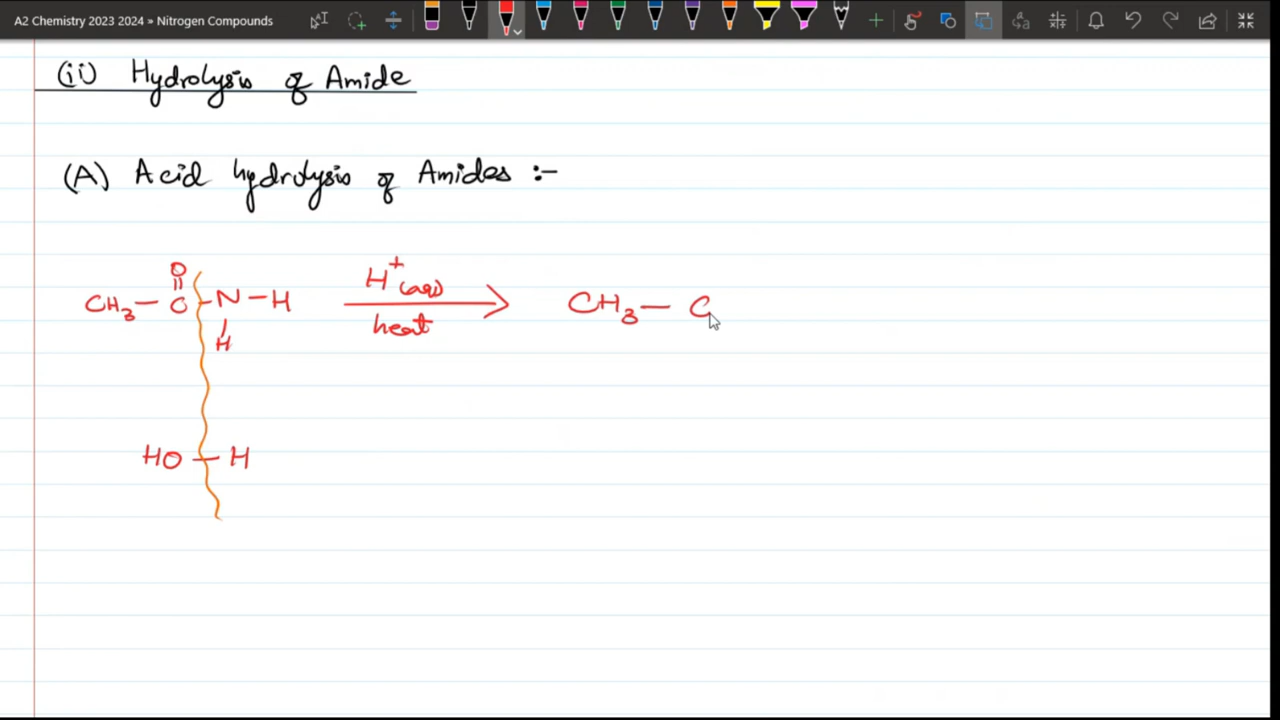 A2 Chemistry 2023 2024 » Nitrogen Compounds
(ii) Hydrolysis of Amide
(A) Acid hydrolysis of Amides :-
O
CH3 — C — N — H
H
H+(aq)
heat
CH3 — C
HO — H